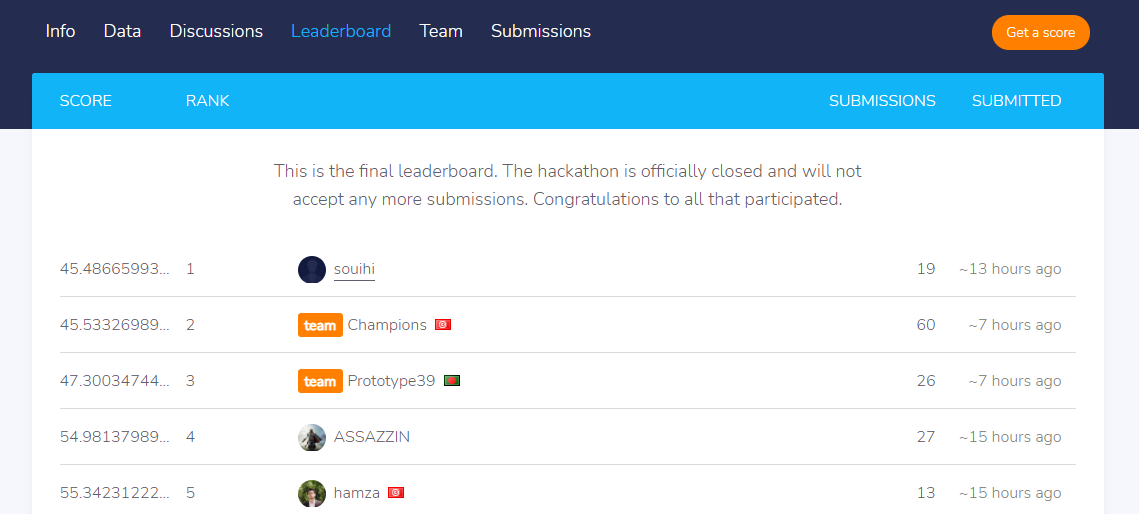 Info Data Discussions Leaderboard Team Submissions Get a score
SCORE RANK SUBMISSIONS SUBMITTED
This is the final leaderboard. The hackathon is officially closed and will not
accept any more submissions. Congratulations to all that participated.
45.48665993... 1 souihi 19 ~13 hours ago
45.53326989... 2 team Champions 60 ~7 hours ago
47.30034744... 3 team Prototype39 26 ~7 hours ago
54.98137989... 4 ASSAZZIN 27 ~15 hours ago
55.34231222... 5 hamza 13 ~15 hours ago